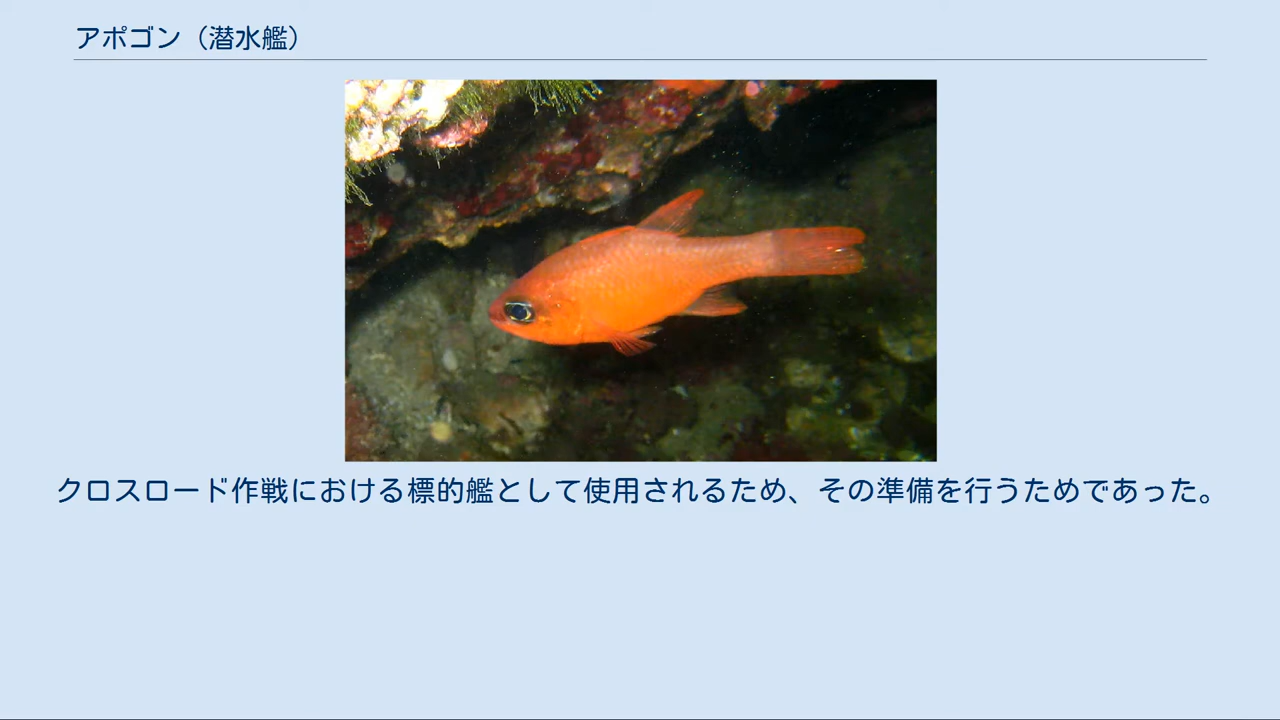 アポゴン（潜水艦）
クロスロード作戦における標的艦として使用されるため、その準備を行うためであった。